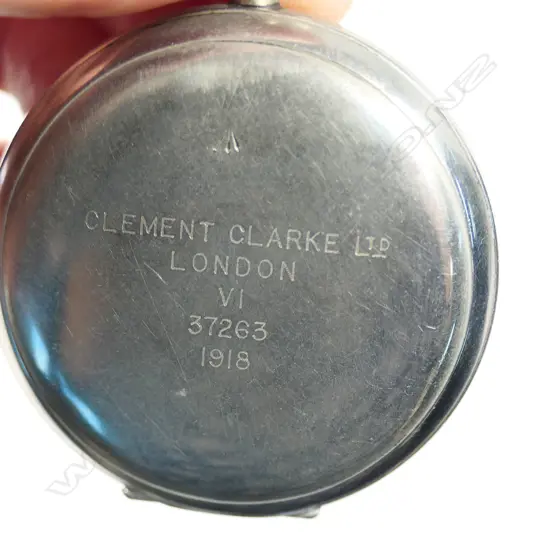 CLEMENT CLARKE LTD
LONDON
VI
37263
1918